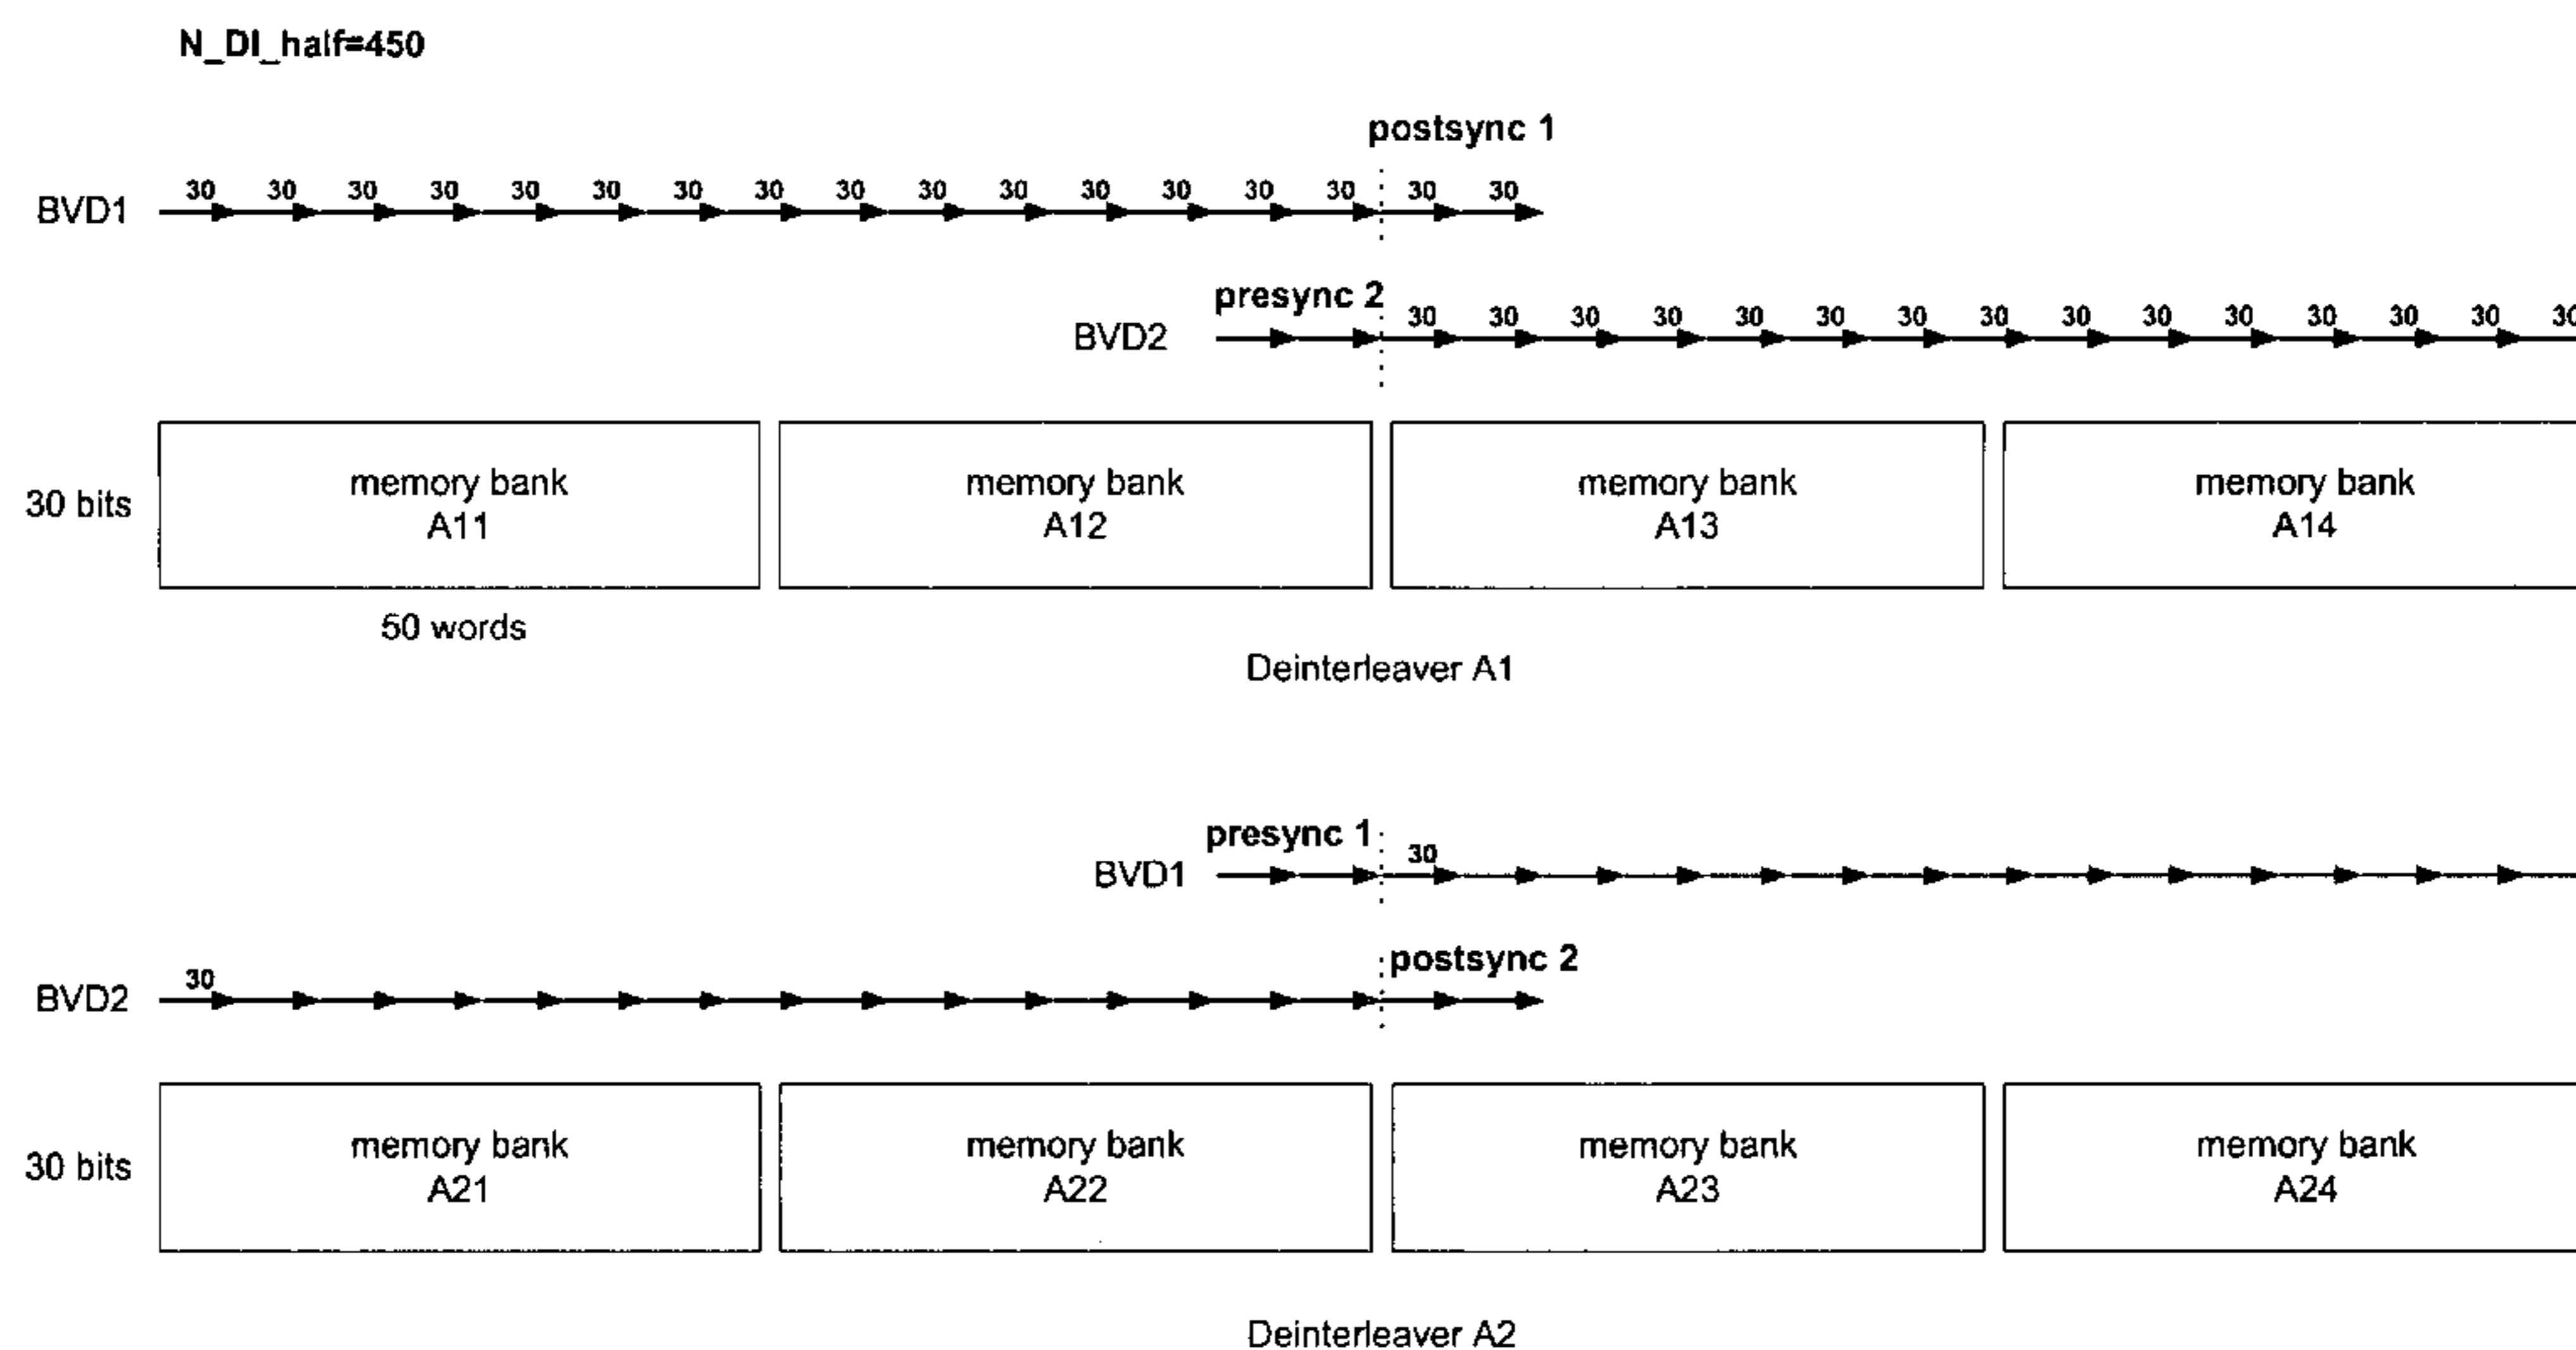 N_DI_half=450
postsync 1
30 30 30 30 30 30 30 30 30 30 30 30 30 30 30 30 30
BVD1
presync 2
30 30 30 30 30 30 30 30 30 30 30 30 30 30 30
BVD2
30 bits
memory bank
A11
memory bank
A12
memory bank
A13
memory bank
A14
50 words
Deinterleaver A1
presync 1
30
BVD1
postsync 2
30
BVD2
30 bits
memory bank
A21
memory bank
A22
memory bank
A23
memory bank
A24
Deinterleaver A2